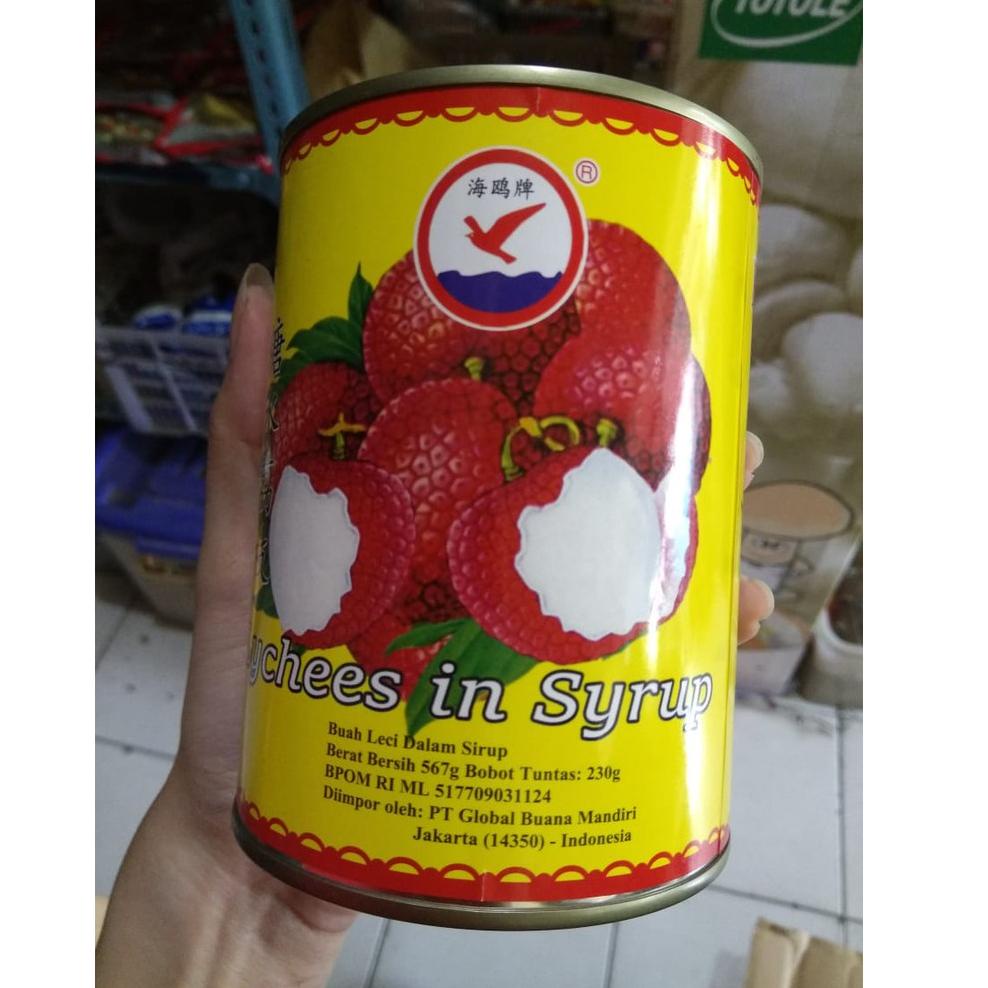 TOTOLE
海鸥牌
®
ychees in Syrup
Buah Leci Dalam Sirup
Berat Bersih 567g Bobot Tuntas: 230g
BPOM RI ML 517709031124
Diimpor oleh: PT Global Buana Mandiri
Jakarta (14350) - Indonesia